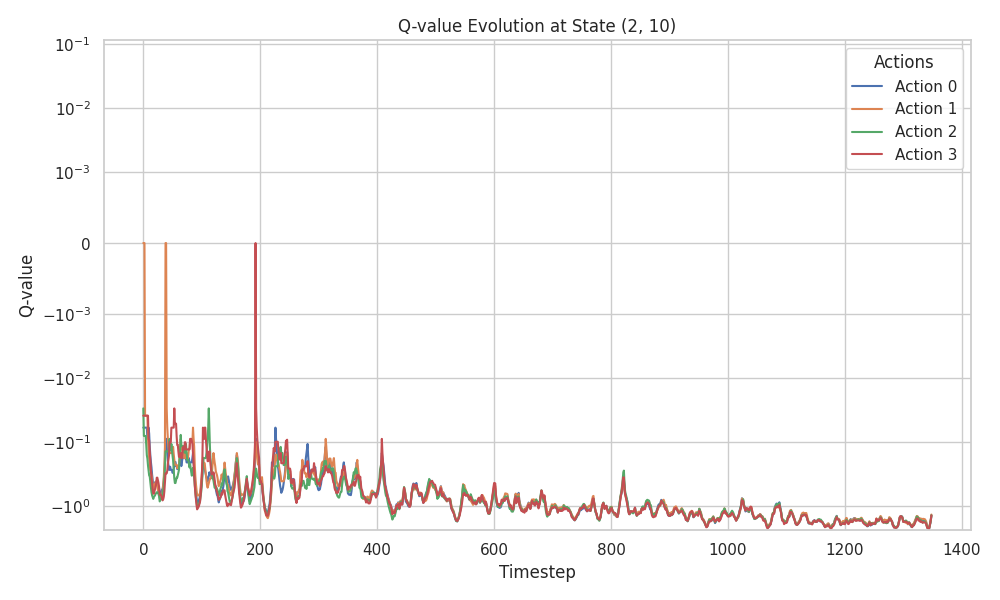 Q-value Evolution at State (2, 10)
Actions
Action 0
Action 1
Action 2
Action 3
Q-value
10⁻¹
10⁻²
10⁻³
0
−10⁻³
−10⁻²
−10⁻¹
−10⁰
0 200 400 600 800 1000 1200 1400
Timestep